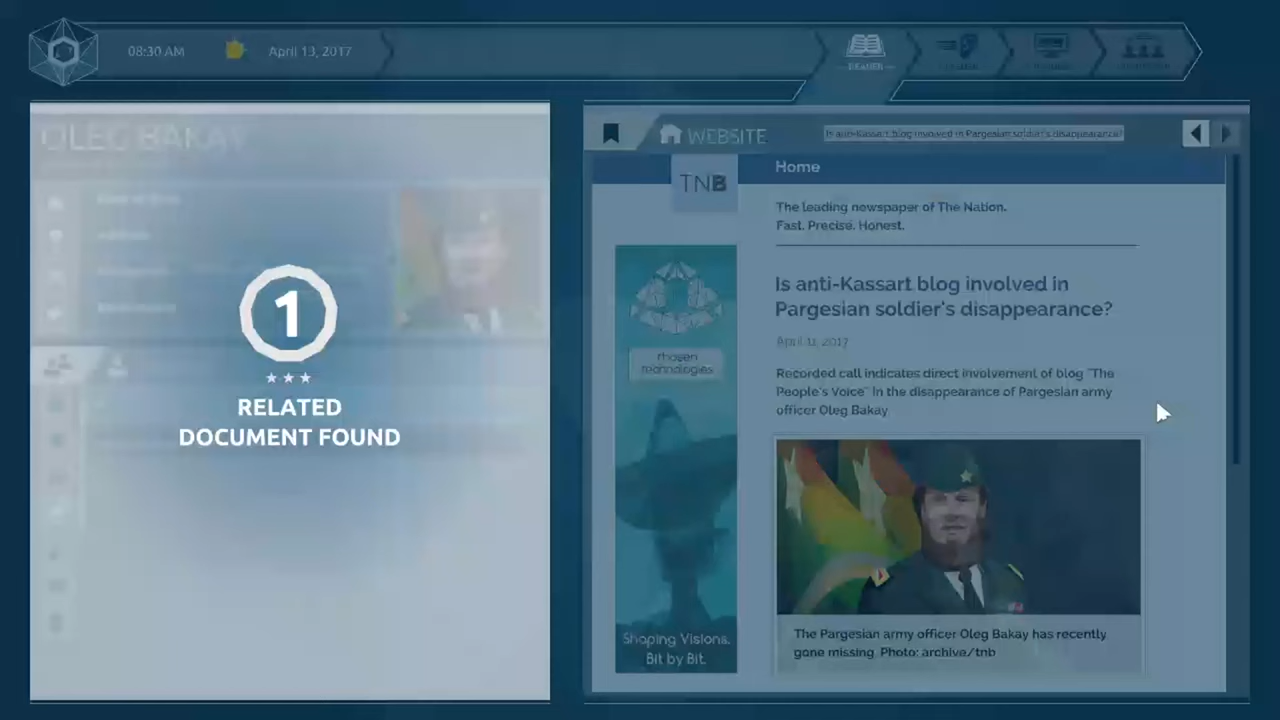 08:30 AM
April 13, 2017
READER
OLEG BAKAY
1
RELATED
DOCUMENT FOUND
WEBSITE
Is anti-Kassart blog involved in Pargesian soldier's disappearance?
TNB
Home
The leading newspaper of The Nation.
Fast. Precise. Honest.
Is anti-Kassart blog involved in
Pargesian soldier's disappearance?
April 11, 2017
Recorded call indicates direct involvement of blog "The
People's Voice" in the disappearance of Pargesian army
officer Oleg Bakay
rhosen
technologies
Shaping Visions.
Bit by Bit.
The Pargesian army officer Oleg Bakay has recently
gone missing. Photo: archive/tnb